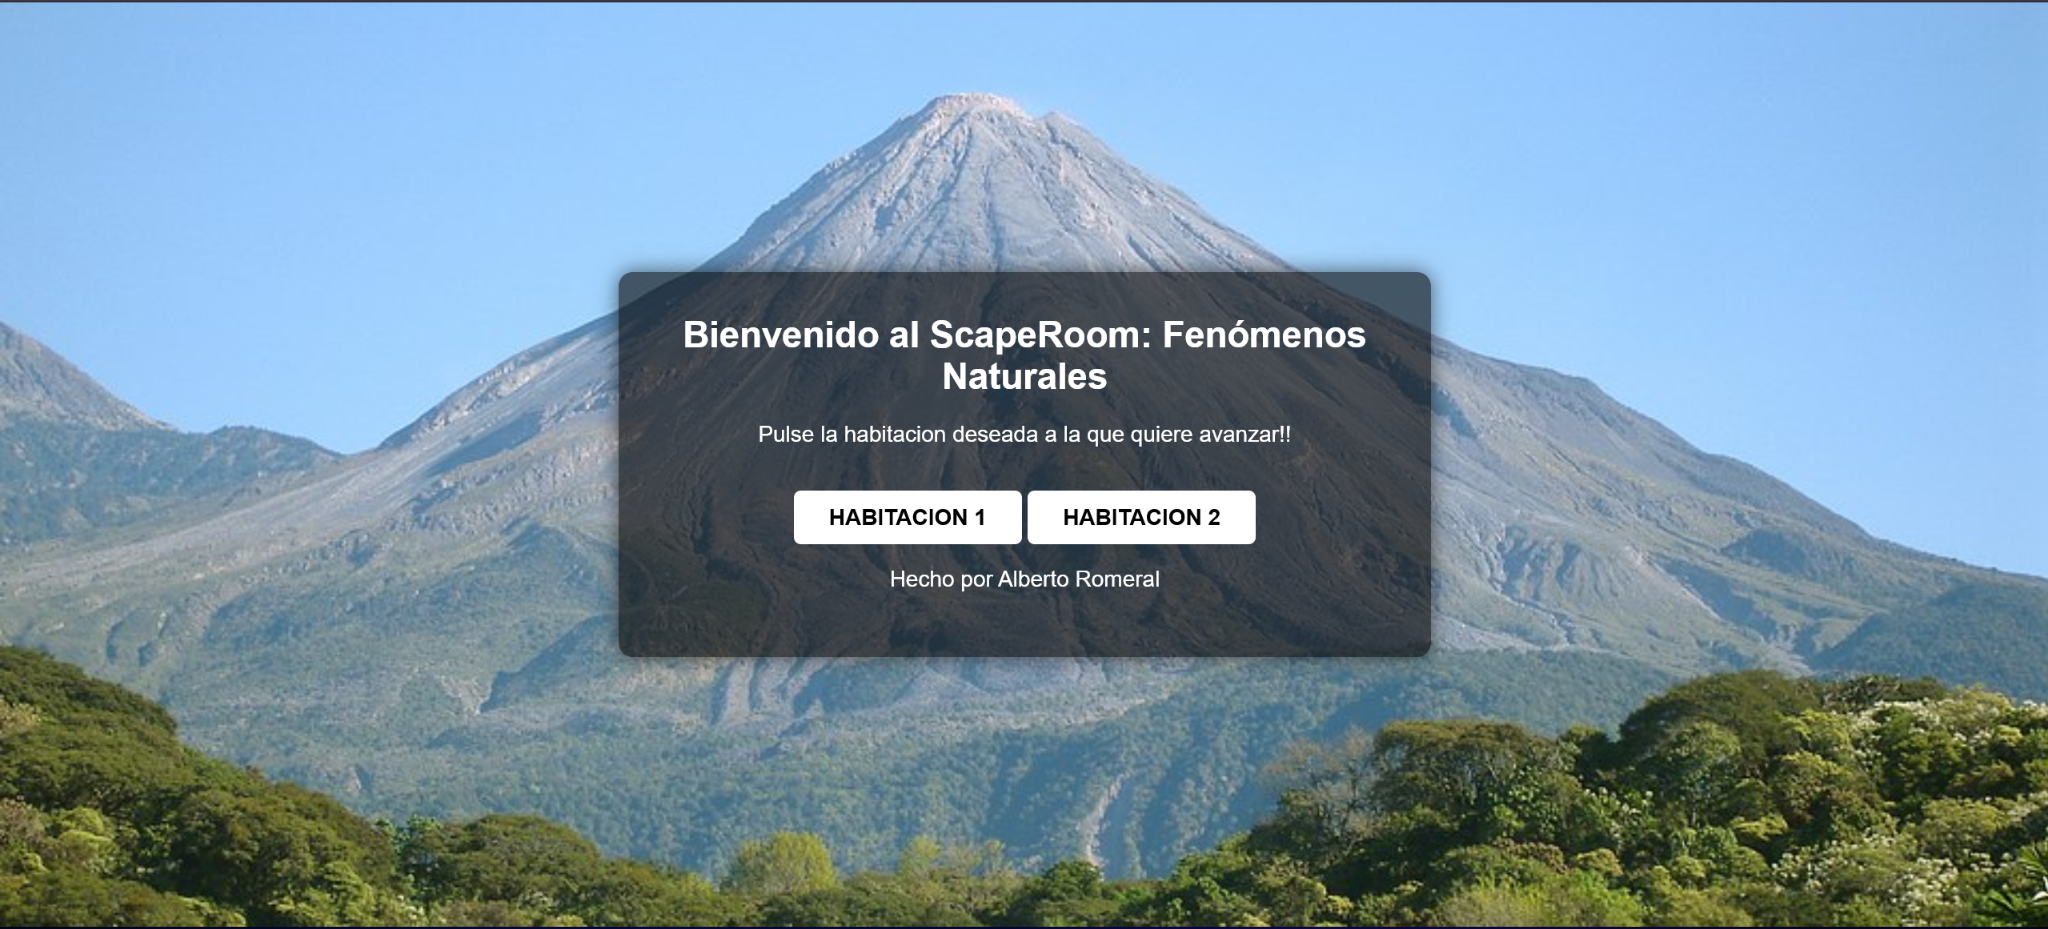 Bienvenido al ScapeRoom: Fenómenos
Naturales
Pulse la habitacion deseada a la que quiere avanzar!!
HABITACION 1 HABITACION 2
Hecho por Alberto Romeral